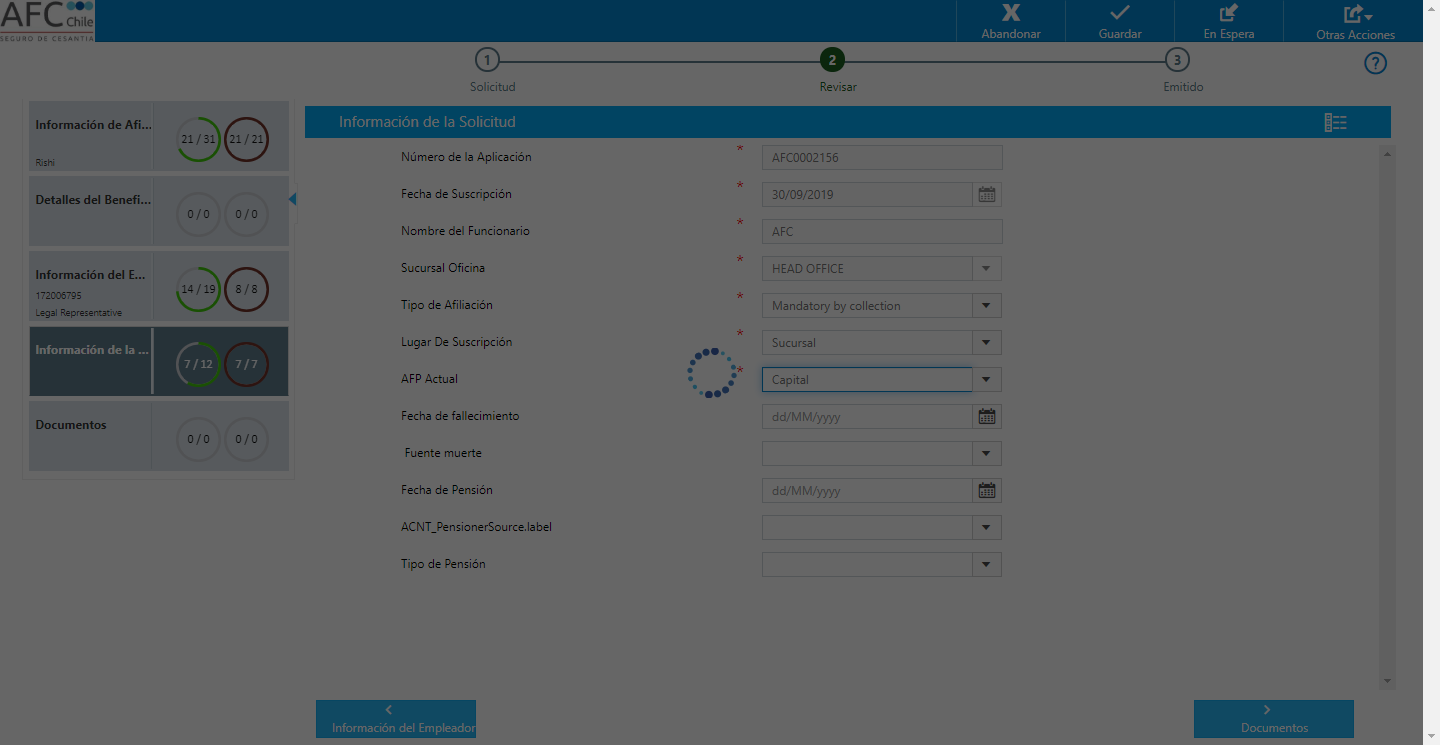 AFC
Chile
SEGURO DE CESANTIA
Abandonar
Guardar
En Espera
Otras Acciones
1
2
3
Solicitud
Revisar
Emitido
?
Información de Afi...
21 / 31
21 / 21
Rishi
Detalles del Benefi...
0 / 0
0 / 0
Información del E...
172006795
Legal Representative
14 / 19
8 / 8
Información de la ...
7 / 12
7 / 7
Documentos
0 / 0
0 / 0
Información de la Solicitud
Número de la Aplicación * AFC0002156
Fecha de Suscripción * 30/09/2019
Nombre del Funcionario * AFC
Sucursal Oficina * HEAD OFFICE
Tipo de Afiliación * Mandatory by collection
Lugar De Suscripción * Sucursal
AFP Actual * Capital
Fecha de fallecimiento dd/MM/yyyy
Fuente muerte
Fecha de Pensión dd/MM/yyyy
ACNT_PensionerSource.label
Tipo de Pensión
Información del Empleador
Documentos